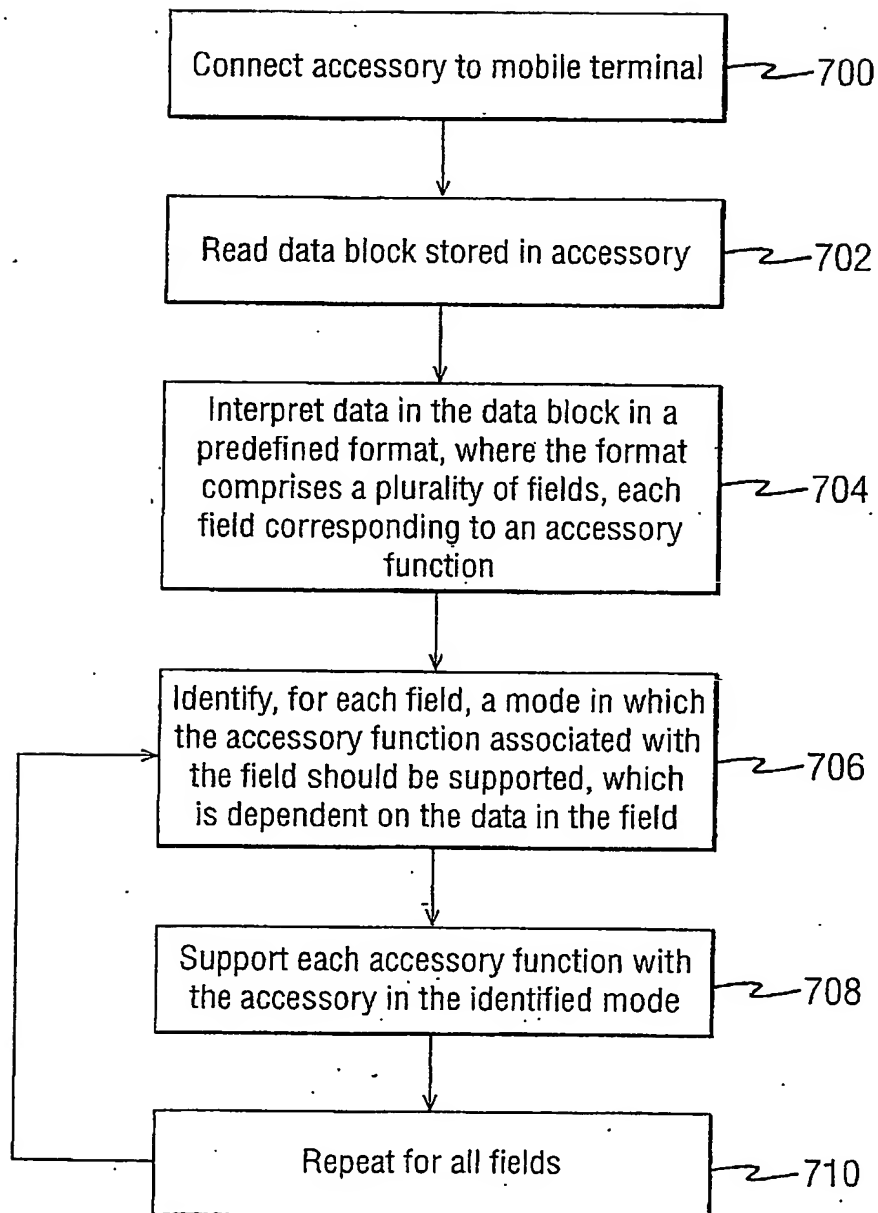 Connect accessory to mobile terminal
700
Read data block stored in accessory
702
Interpret data in the data block in a
predefined format, where the format
comprises a plurality of fields, each
field corresponding to an accessory
function
704
Identify, for each field, a mode in which
the accessory function associated with
the field should be supported, which
is dependent on the data in the field
706
Support each accessory function with
the accessory in the identified mode
708
Repeat for all fields
710